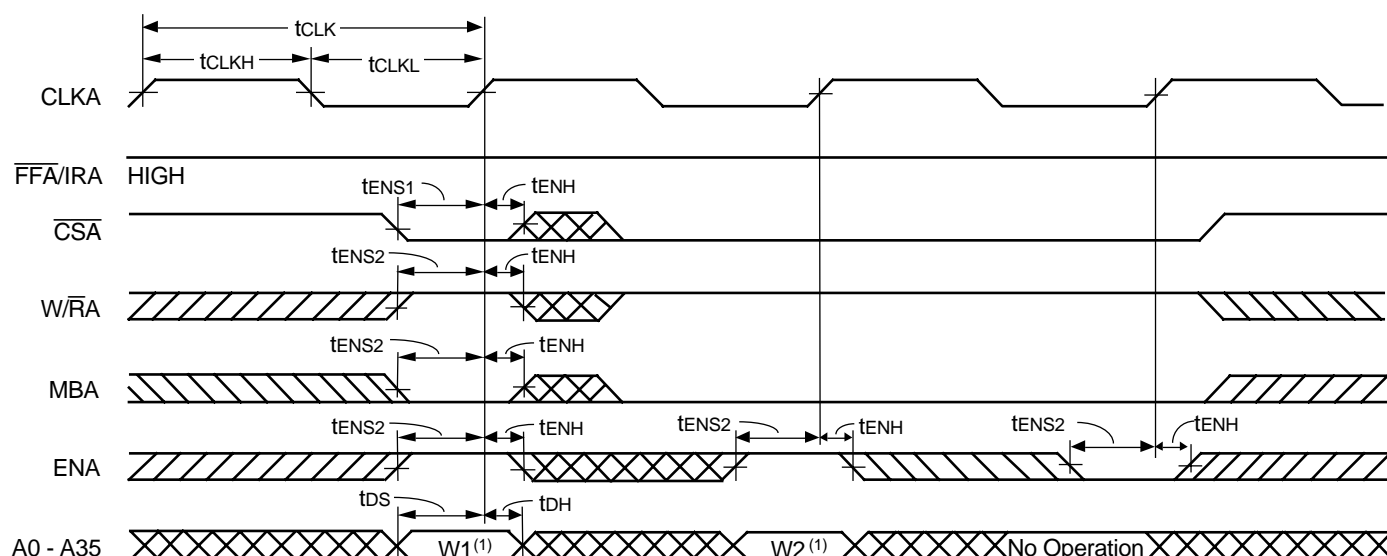 tCLK
tCLKH
tCLKL
CLKA
FFA/IRA HIGH
tENS1
tENH
CSA
tENS2
tENH
W/RA
tENS2
tENH
MBA
tENS2
tENH
tENS2
tENH
tENS2
tENH
ENA
tDS
tDH
A0 - A35
W1(1)
W2(1)
No Operation